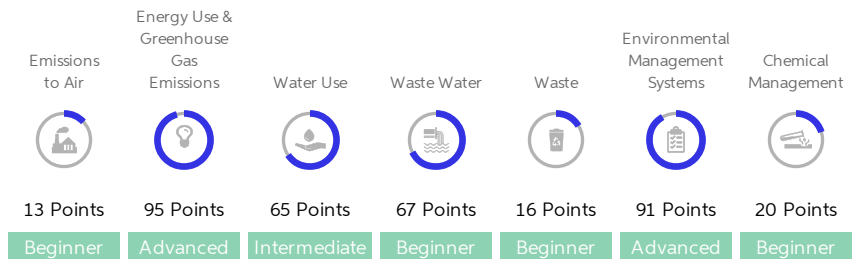 Emissions
to Air
Energy Use &
Greenhouse
Gas
Emissions
Water Use
Waste Water
Waste
Environmental
Management
Systems
Chemical
Management
13 Points
95 Points
65 Points
67 Points
16 Points
91 Points
20 Points
Beginner
Advanced
Intermediate
Beginner
Beginner
Advanced
Beginner